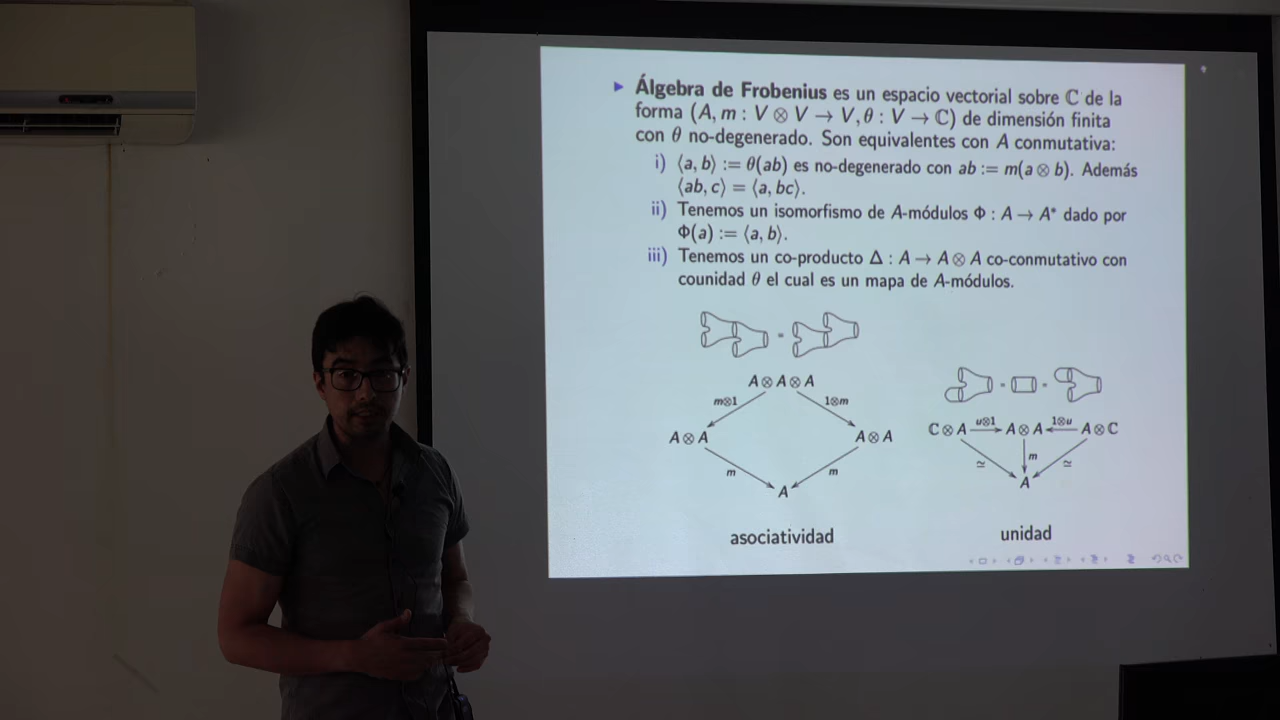 ▶ Álgebra de Frobenius es un espacio vectorial sobre ℂ de la
forma (A, m : V ⊗ V → V, θ : V → ℂ) de dimensión finita
con θ no-degenerado. Son equivalentes con A conmutativa:
i) ⟨a, b⟩ := θ(ab) es no-degenerado con ab := m(a ⊗ b). Además
⟨ab, c⟩ = ⟨a, bc⟩.
ii) Tenemos un isomorfismo de A-módulos Φ : A → A* dado por
Φ(a) := ⟨a, b⟩.
iii) Tenemos un co-producto Δ : A → A ⊗ A co-conmutativo con
counidad θ el cual es un mapa de A-módulos.
=
A ⊗ A ⊗ A
m⊗1 1⊗m
A ⊗ A A ⊗ A
m m
A
asociatividad
= =
ℂ ⊗ A u⊗1 A ⊗ A 1⊗u A ⊗ ℂ
≃ m ≃
A
unidad